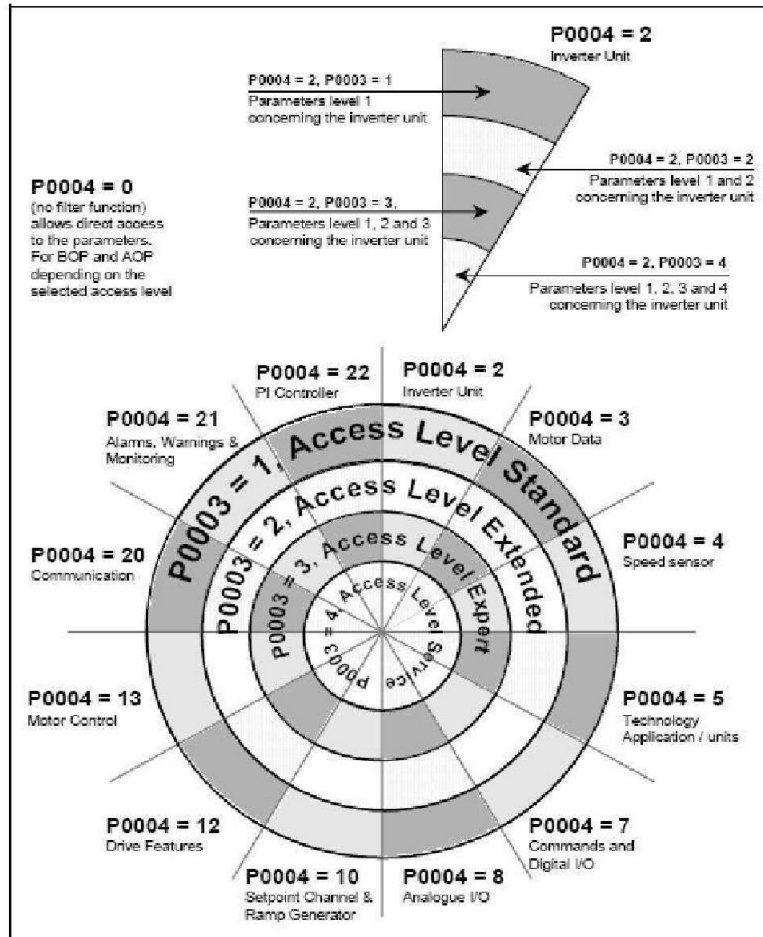 P0004 = 2
Inverter Unit
P0004 = 2, P0003 = 1
Parameters level 1
concerning the inverter unit
P0004 = 2, P0003 = 2
Parameters level 1 and 2
concerning the inverter unit
P0004 = 0
(no filter function)
allows direct access
to the parameters.
For BOP and AOP
depending on the
selected access level
P0004 = 2, P0003 = 3,
Parameters level 1, 2 and 3
concerning the inverter unit
P0004 = 2, P0003 = 4
Parameters level 1, 2, 3 and 4
concerning the inverter unit
P0004 = 22
PI Controller
P0004 = 2
Inverter Unit
P0004 = 21
Alarms, Warnings &
Monitoring
P0004 = 3
Motor Data
P0004 = 20
Communication
P0004 = 4
Speed sensor
P0003 = 1, Access Level Standard
P0003 = 2, Access Level Extended
P0003 = 3, Access Level Expert
P0003 = 4, Access Level Service
P0004 = 13
Motor Control
P0004 = 5
Technology
Application / units
P0004 = 12
Drive Features
P0004 = 7
Commands and
Digital I/O
P0004 = 10
Setpoint Channel &
Ramp Generator
P0004 = 8
Analogue I/O